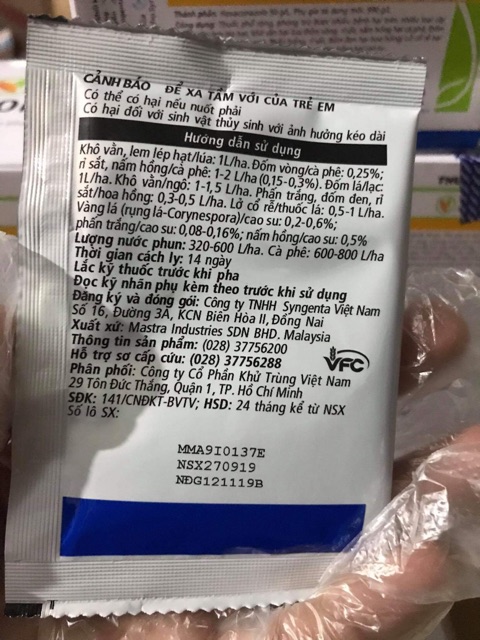 CẢNH BÁO ĐỂ XA TẦM VỚI CỦA TRẺ EM
Có thể có hại nếu nuốt phải
Có hại đối với sinh vật thủy sinh với ảnh hưởng kéo dài
Hướng dẫn sử dụng
Khô vằn, lem lép hạt/lúa: 1L/ha. Đốm vòng/cà phê: 0,25%;
rỉ sắt, nấm hồng/cà phê: 1-2 L/ha (0,15-0,3%). Đốm lá/lạc:
1L/ha. Khô vằn/ngô: 1-1,5 L/ha. Phấn trắng, đốm đen, rỉ
sắt/hoa hồng: 0,3-0,5 L/ha. Lở cổ rễ/thuốc lá: 0,5-1 L/ha.
Vàng lá (rụng lá-Corynespora)/cao su: 0,2-0,6%;
phấn trắng/cao su: 0,08-0,16%; nấm hồng/cao su: 0,5%
Lượng nước phun: 320-600 L/ha. Cà phê: 600-800 L/ha
Thời gian cách ly: 14 ngày
Lắc kỹ thuốc trước khi pha
Đọc kỹ nhãn phụ kèm theo trước khi sử dụng
Đăng ký và đóng gói: Công ty TNHH Syngenta Việt Nam
Số 16, Đường 3A, KCN Biên Hòa II, Đồng Nai
Xuất xứ: Mastra Industries SDN BHD. Malaysia
Thông tin sản phẩm: (028) 37756200
Hỗ trợ sơ cấp cứu: (028) 37756288
VFC
Phân phối: Công ty Cổ Phần Khử Trùng Việt Nam
29 Tôn Đức Thắng, Quận 1, TP. Hồ Chí Minh
SĐK: 141/CNĐKT-BVTV; HSD: 24 tháng kể từ NSX
Số lô SX:
MMA9I0137E
NSX270919
NĐG121119B